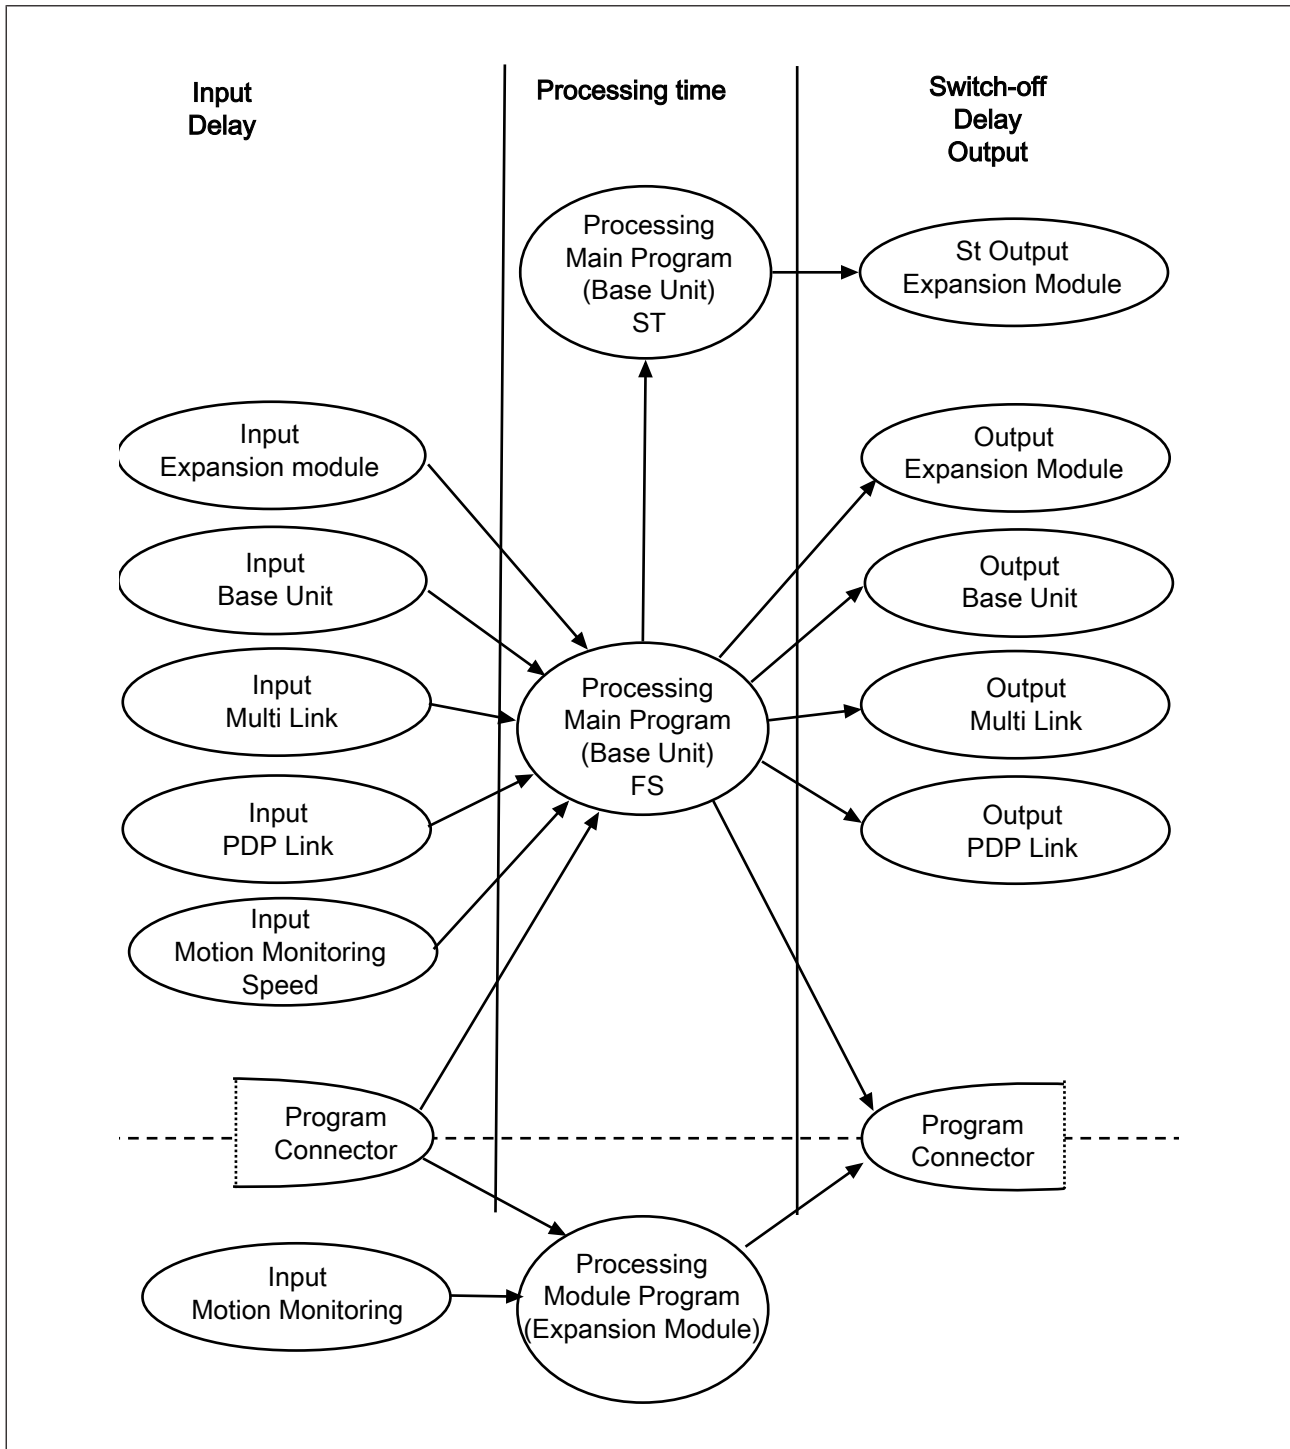 Input
Delay
Processing time
Switch-off
Delay
Output
Processing
Main Program
(Base Unit)
ST
St Output
Expansion Module
Input
Expansion module
Output
Expansion Module
Input
Base Unit
Output
Base Unit
Input
Multi Link
Processing
Main Program
(Base Unit)
FS
Output
Multi Link
Input
PDP Link
Output
PDP Link
Input
Motion Monitoring
Speed
Program
Connector
Program
Connector
Input
Motion Monitoring
Processing
Module Program
(Expansion Module)